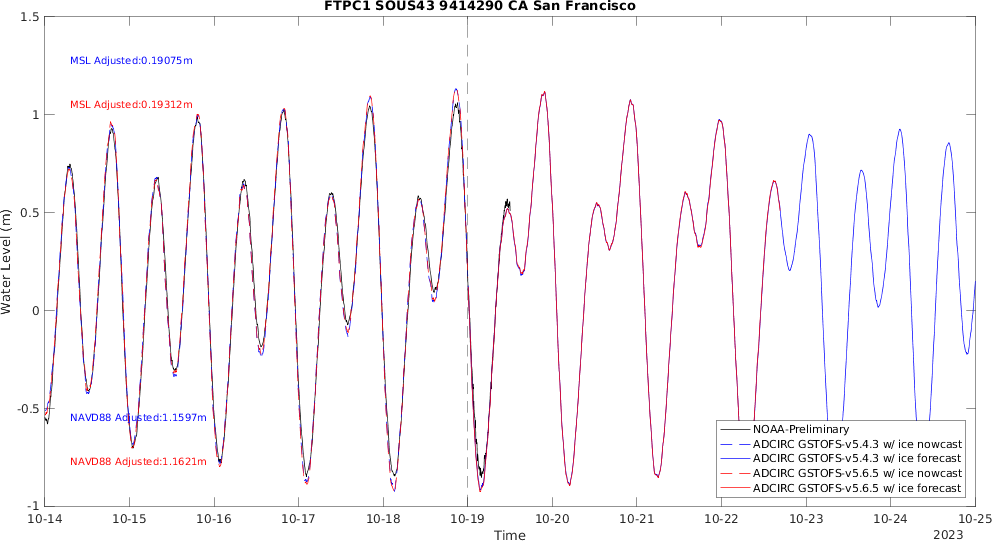 FTPC1 SOUS43 9414290 CA San Francisco
1.5
MSL Adjusted:0.19075m
MSL Adjusted:0.19312m
1
0.5
Water Level (m)
0
-0.5
NAVD88 Adjusted:1.1597m
NAVD88 Adjusted:1.1621m
-1
NOAA-Preliminary
ADCIRC GSTOFS-v5.4.3 w/ ice nowcast
ADCIRC GSTOFS-v5.4.3 w/ ice forecast
ADCIRC GSTOFS-v5.6.5 w/ ice nowcast
ADCIRC GSTOFS-v5.6.5 w/ ice forecast
10-14 10-15 10-16 10-17 10-18 10-19 10-20 10-21 10-22 10-23 10-24 10-25
Time
2023